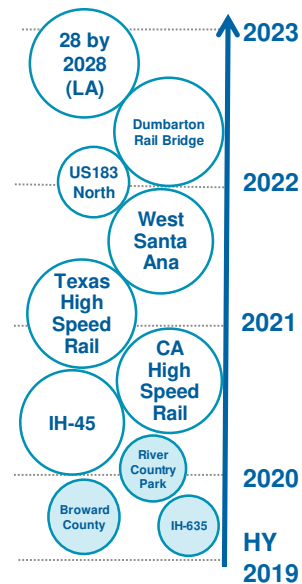 2023
28 by
2028
(LA)
Dumbarton
Rail Bridge
US183
North
2022
West
Santa
Ana
Texas
High
Speed
Rail
2021
CA
High
Speed
Rail
IH-45
River
Country
Park
2020
Broward
County
IH-635
HY
2019